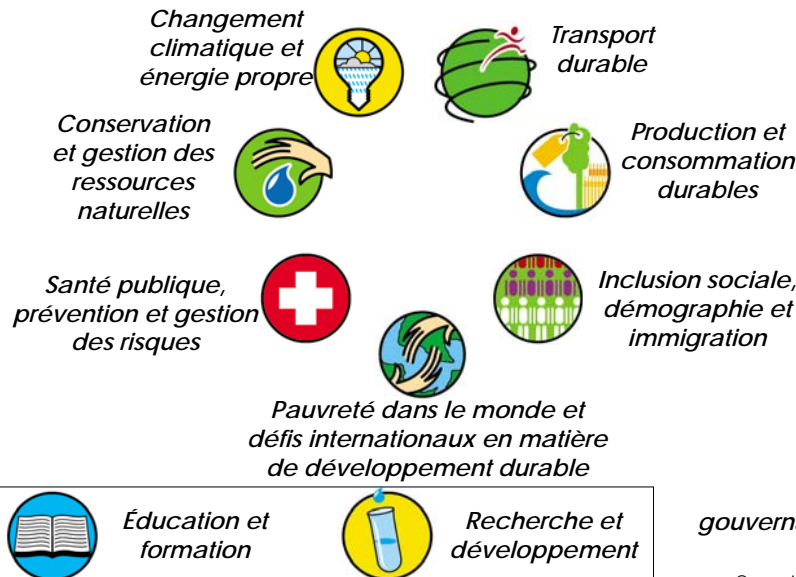 Changement
climatique et
énergie propre
Transport
durable
Conservation
et gestion des
ressources
naturelles
Production et
consommation
durables
Santé publique,
prévention et gestion
des risques
Inclusion sociale,
démographie et
immigration
Pauvreté dans le monde et
défis internationaux en matière
de développement durable
Éducation et
formation
Recherche et
développement